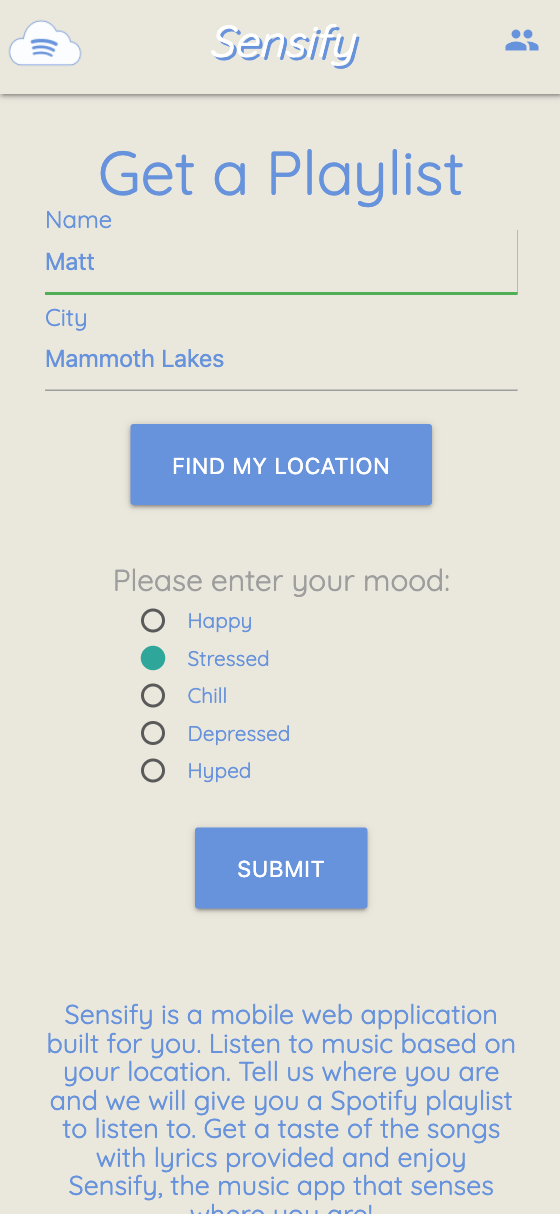 Sensify
Get a Playlist
Name
Matt
City
Mammoth Lakes
FIND MY LOCATION
Please enter your mood:
Happy
Stressed
Chill
Depressed
Hyped
SUBMIT
Sensify is a mobile web application
built for you. Listen to music based on
your location. Tell us where you are
and we will give you a Spotify playlist
to listen to. Get a taste of the songs
with lyrics provided and enjoy
Sensify, the music app that senses
where you are!